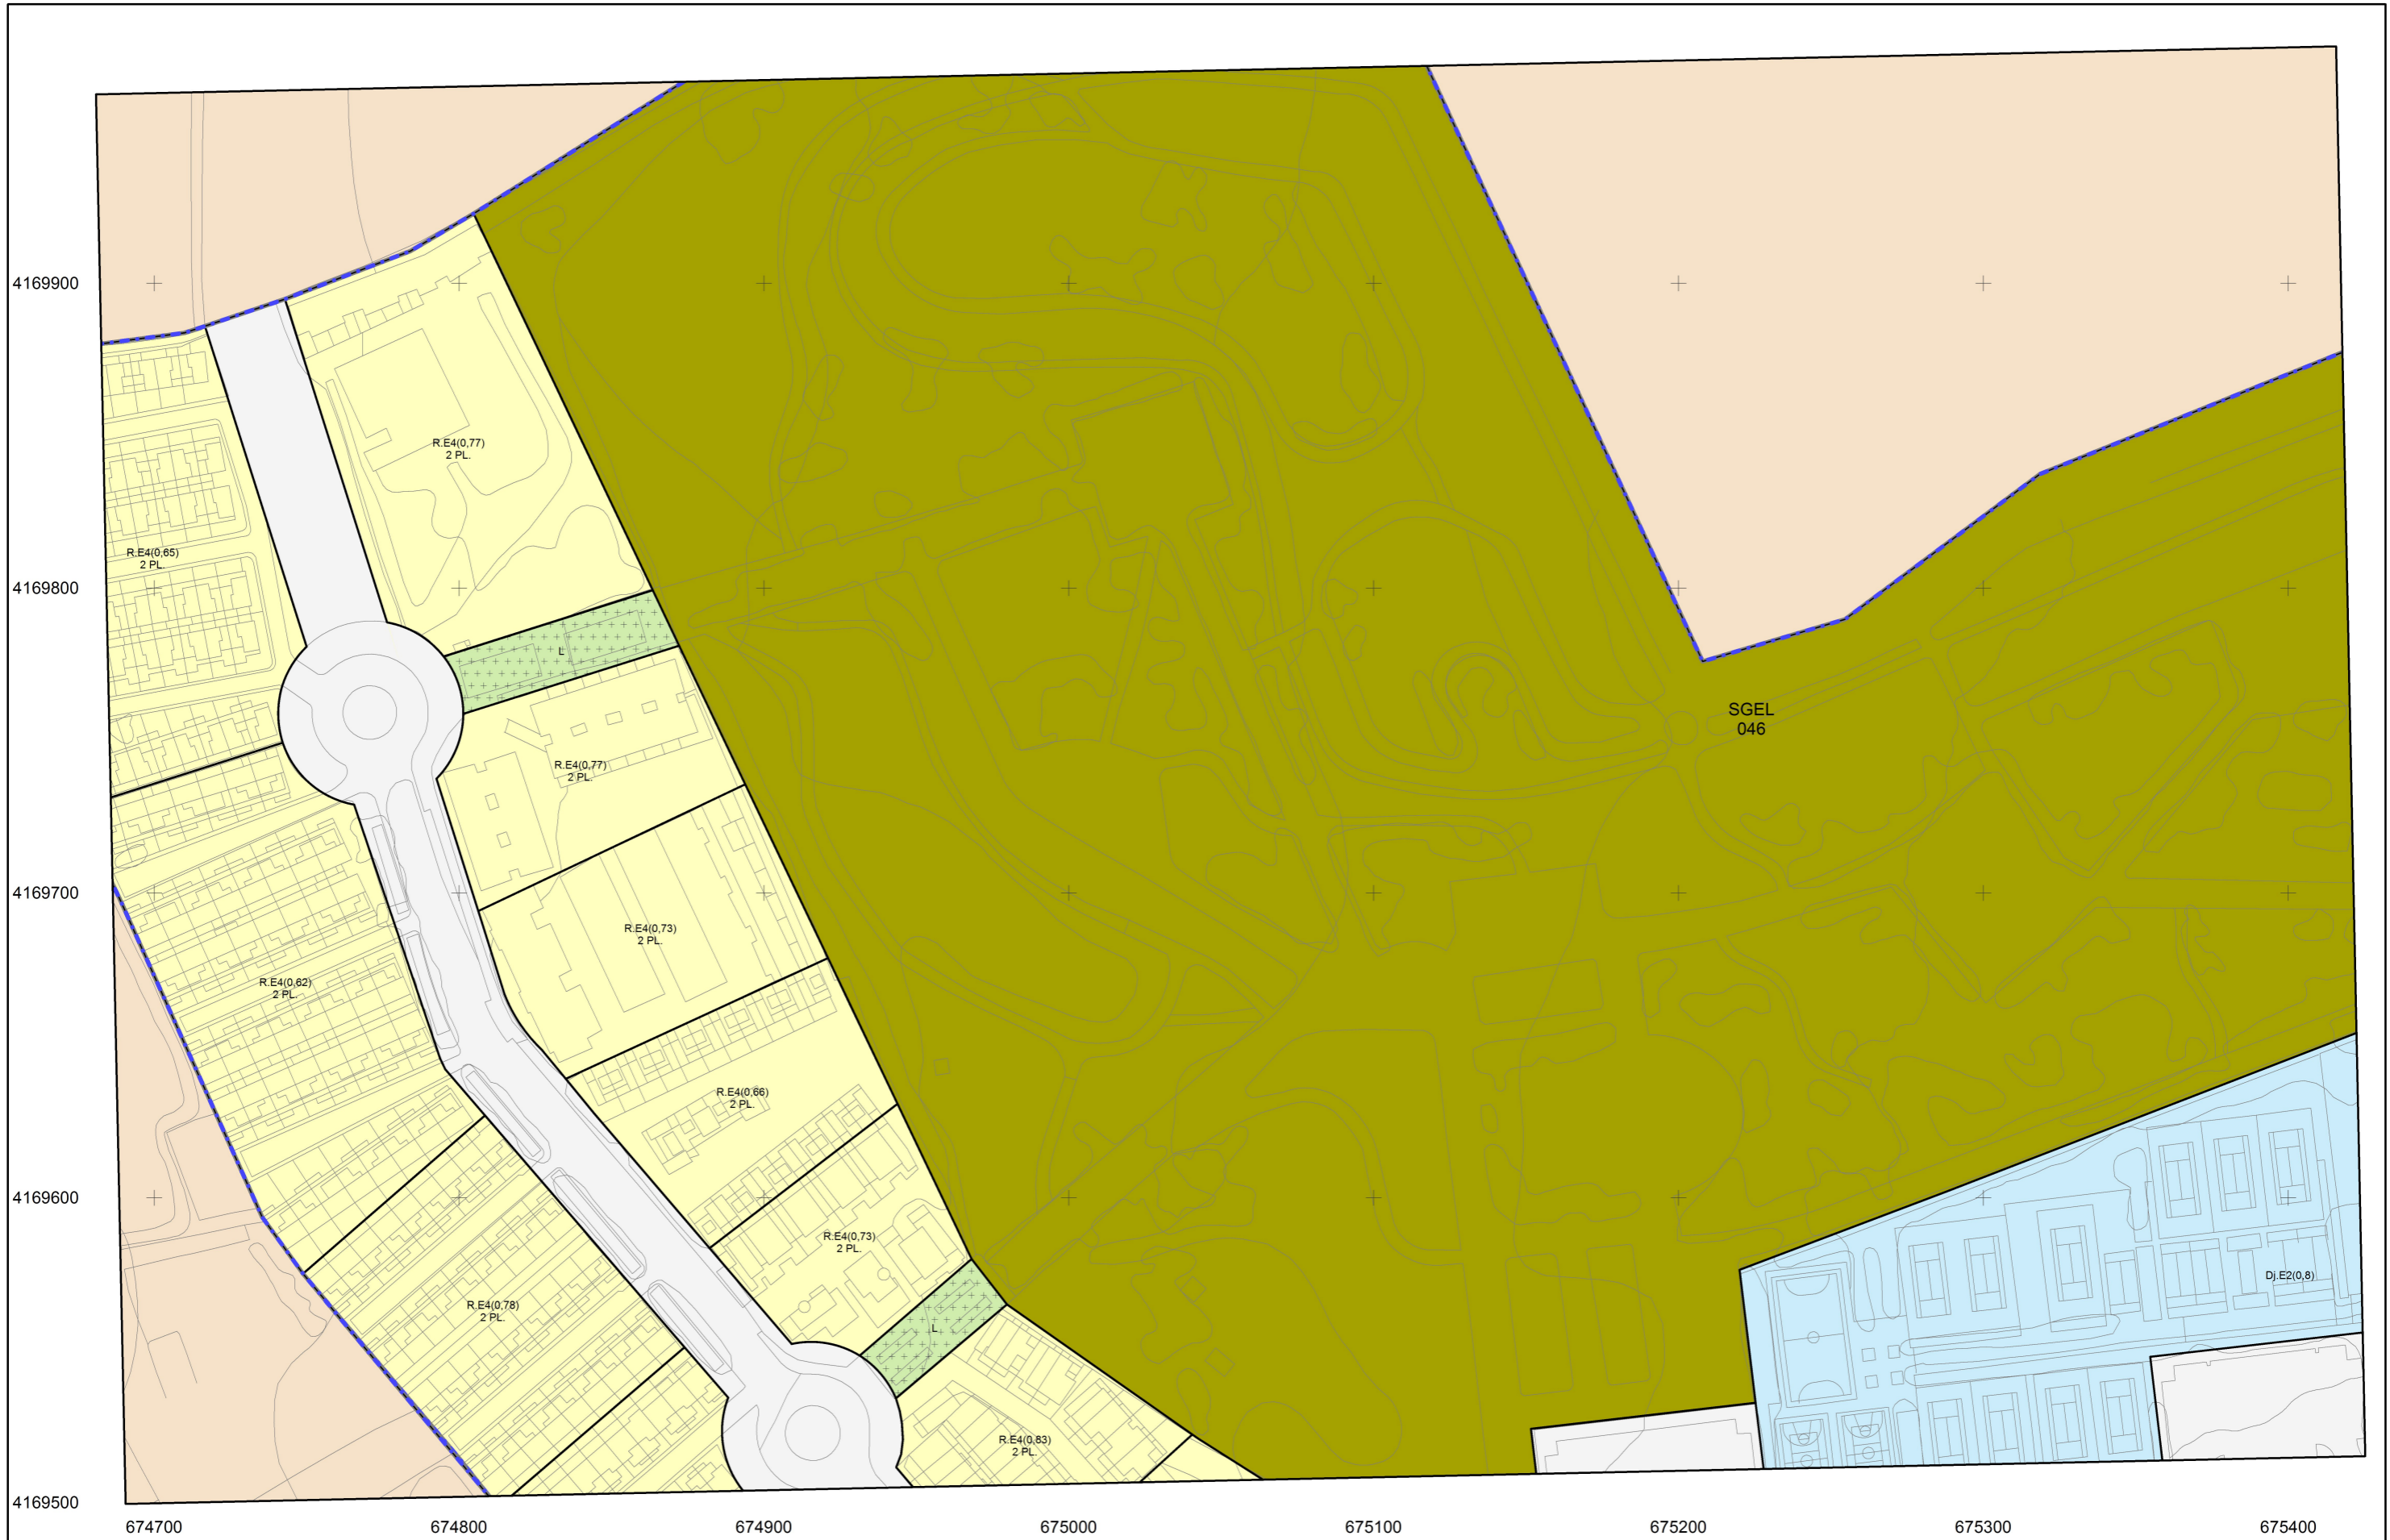 4169900
R.E4(0,77)
2 PL.
R.E4(0,65)
2 PL.
4169800
L
SGEL
046
R.E4(0,77)
2 PL.
4169700
R.E4(0,73)
2 PL.
R.E4(0,62)
2 PL.
R.E4(0,66)
2 PL.
4169600
R.E4(0,73)
2 PL.
Dj.E2(0,8)
R.E4(0,78)
2 PL.
L
R.E4(0,83)
2 PL.
4169500
674700 674800 674900 675000 675100 675200 675300 675400